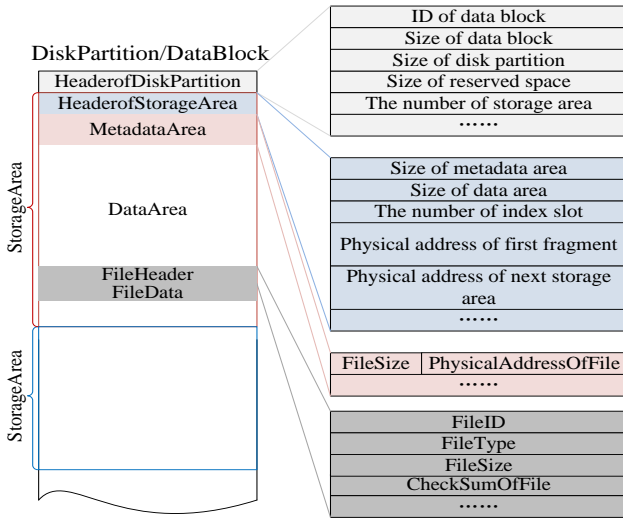 DiskPartition/DataBlock
HeaderofDiskPartition
HeaderofStorageArea
MetadataArea
DataArea
FileHeader
FileData
StorageArea
StorageArea
ID of data block
Size of data block
Size of disk partition
Size of reserved space
The number of storage area
······
Size of metadata area
Size of data area
The number of index slot
Physical address of first fragment
Physical address of next storage
area
······
FileSize PhysicalAddressOfFile
······
FileID
FileType
FileSize
CheckSumOfFile
······